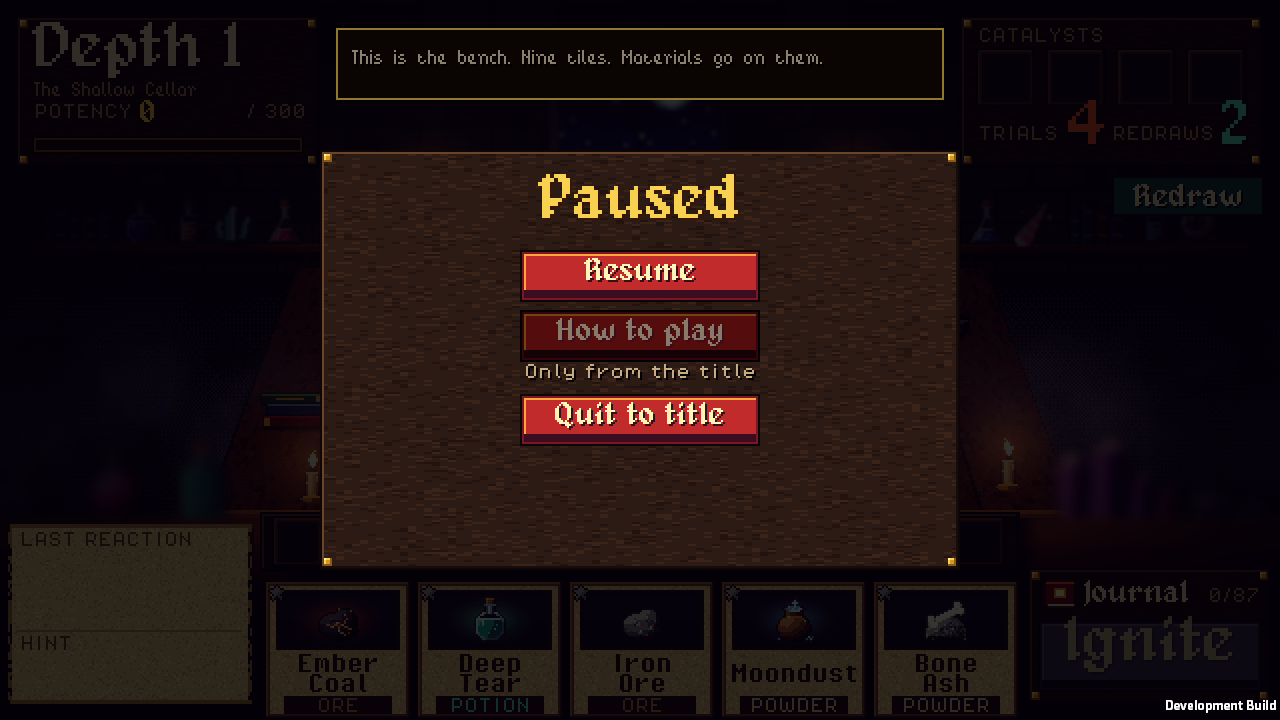 Depth 1
The Shallow Cellar
POTENCY 0 / 300
This is the bench. Nine tiles. Materials go on them.
CATALYSTS
TRIALS 4 REDRAWS 2
Redraw
Paused
Resume
How to play
Only from the title
Quit to title
LAST REACTION
HINT
Ember
Coal
ORE
Deep
Tear
POTION
Iron
Ore
ORE
Moondust
POWDER
Bone
Ash
POWDER
Journal 0/87
Ignite
Development Build